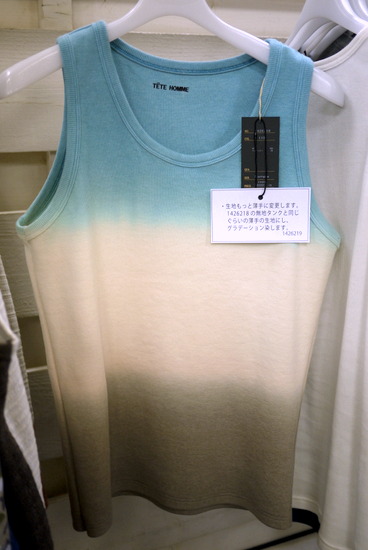 TÊTE HOMME
・生地もっと薄手に変更します。
1426218の無地タンクと同じ
ぐらいの薄手の生地にし、
グラデーション染します。
1426219